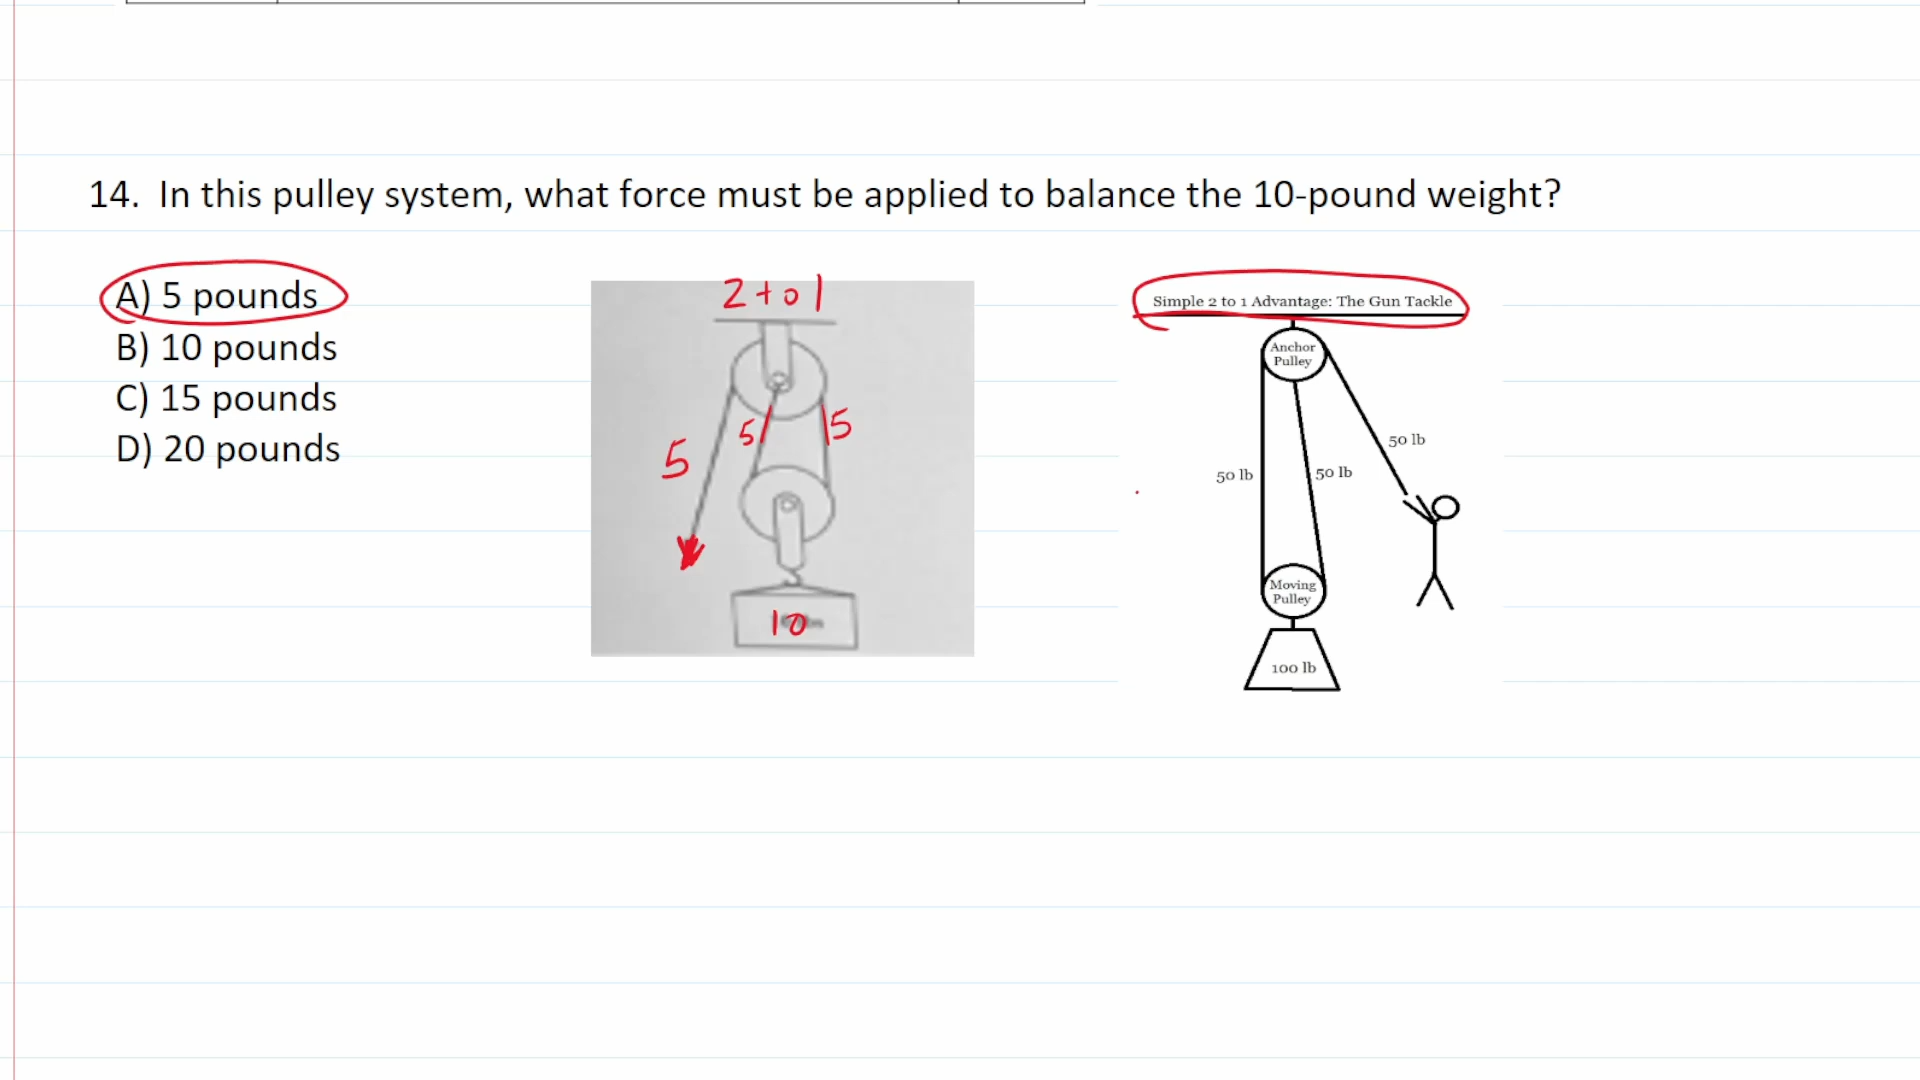 14. In this pulley system, what force must be applied to balance the 10-pound weight?
A) 5 pounds
B) 10 pounds
C) 15 pounds
D) 20 pounds
2 to 1
5
5
5
10
Simple 2 to 1 Advantage: The Gun Tackle
Anchor
Pulley
50 lb
50 lb
50 lb
Moving
Pulley
100 lb